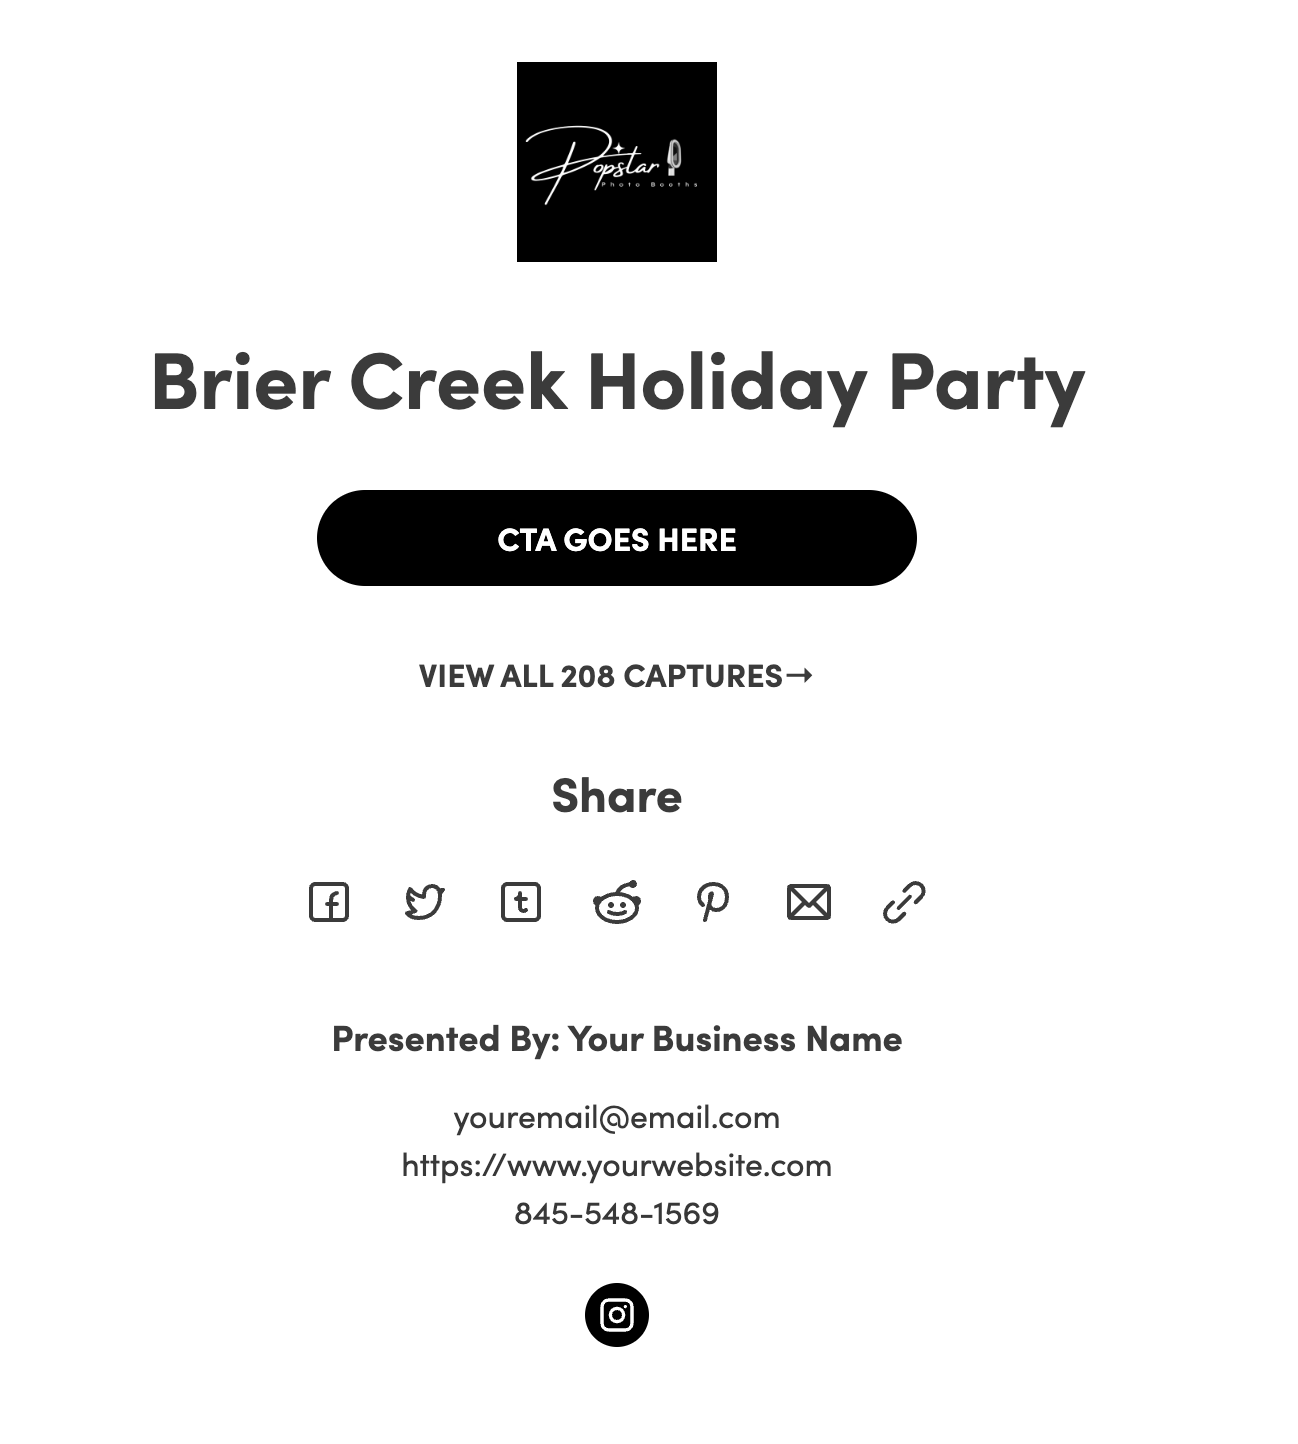 Popstar
Photo Booths
Brier Creek Holiday Party
CTA GOES HERE
VIEW ALL 208 CAPTURES→
Share
Presented By: Your Business Name
youremail@email.com
https://www.yourwebsite.com
845-548-1569